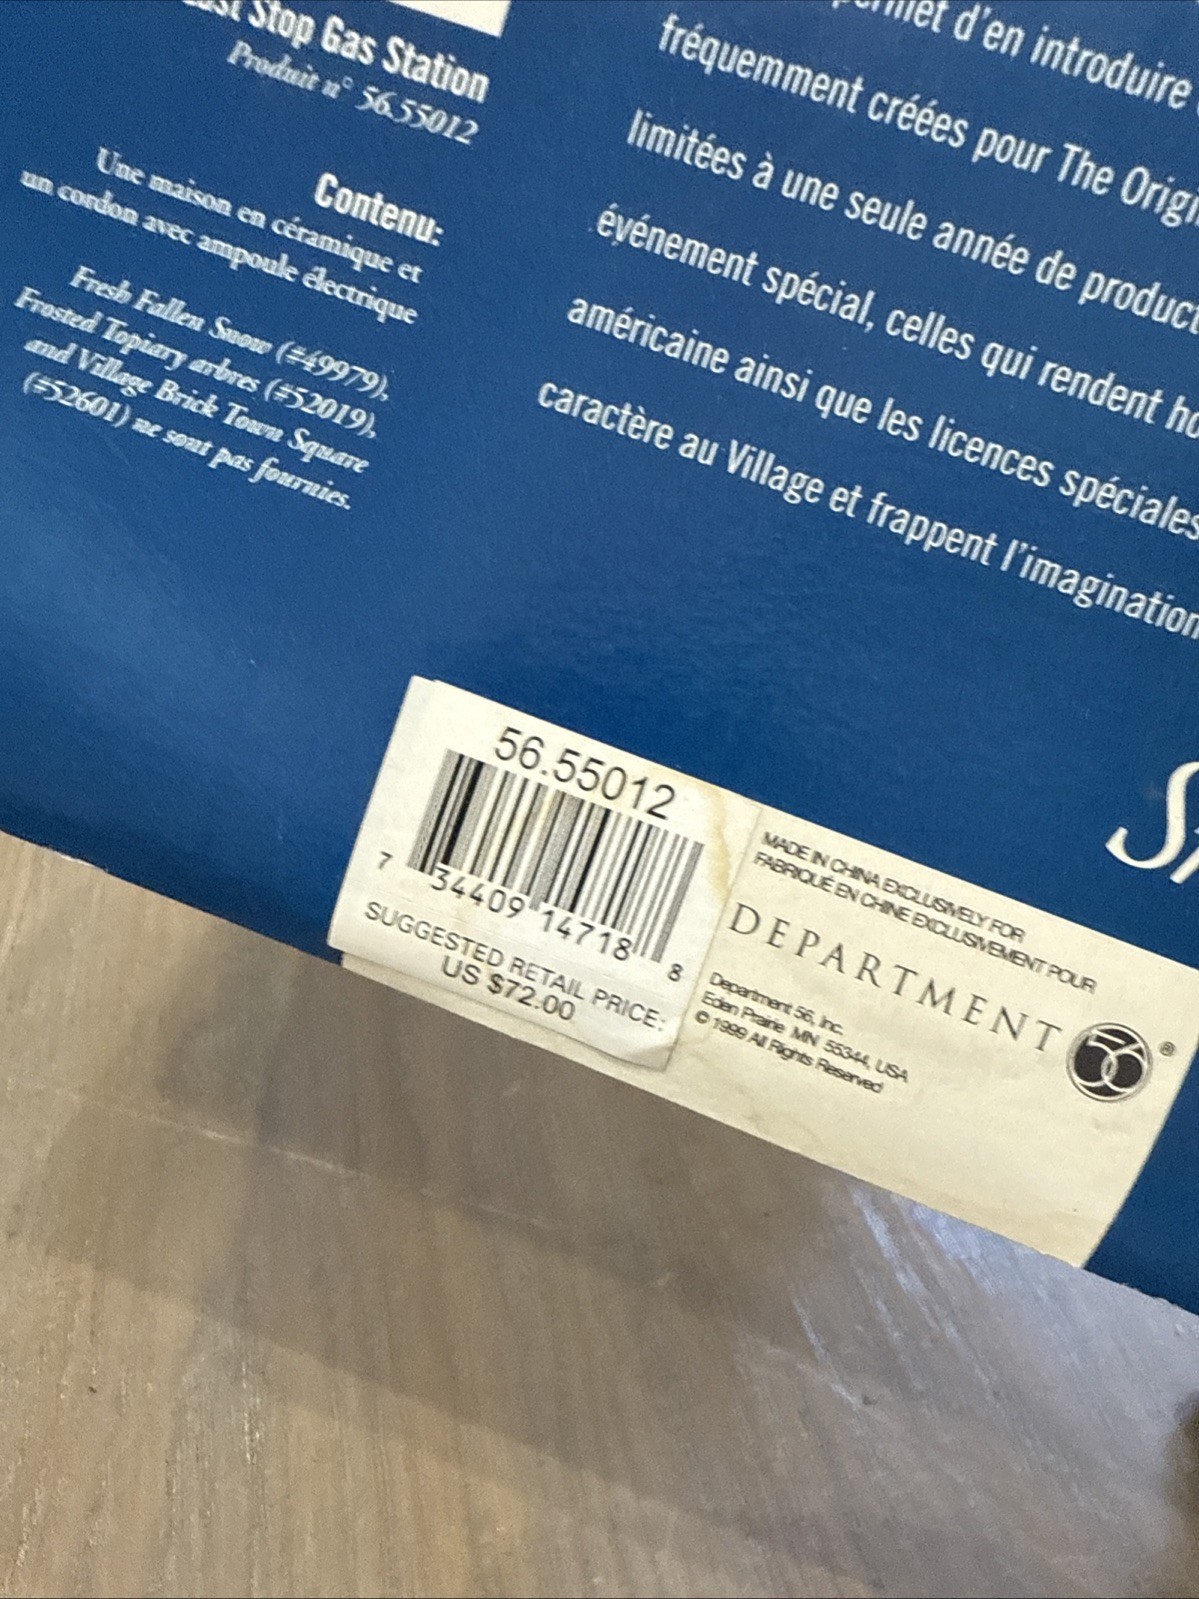 Stop Gas Station
Produit n° 56.55012
Contenu:
Une maison en céramique et
un cordon avec ampoule électrique
Fresh Fallen Snow (#49979),
Frosted Topiary arbres (#52019),
and Village Brick Town Square
(#52601) ne sont pas fournies.
d'en introduire
fréquemment créées pour The
limitées à une seule année de
événement spécial, celles qui rendent
américaine ainsi que les licences spéciales
caractère au Village et frappent l'imagination
56.55012
7 34409 14718 8
SUGGESTED RETAIL PRICE:
US $72.00
MADE IN CHINA EXCLUSIVELY FOR
FABRIQUÉ EN CHINE EXCLUSIVEMENT POUR
DEPARTMENT 56 ®
Department 56, Inc.
Eden Prairie MN 55344, USA
© 1999 All Rights Reserved